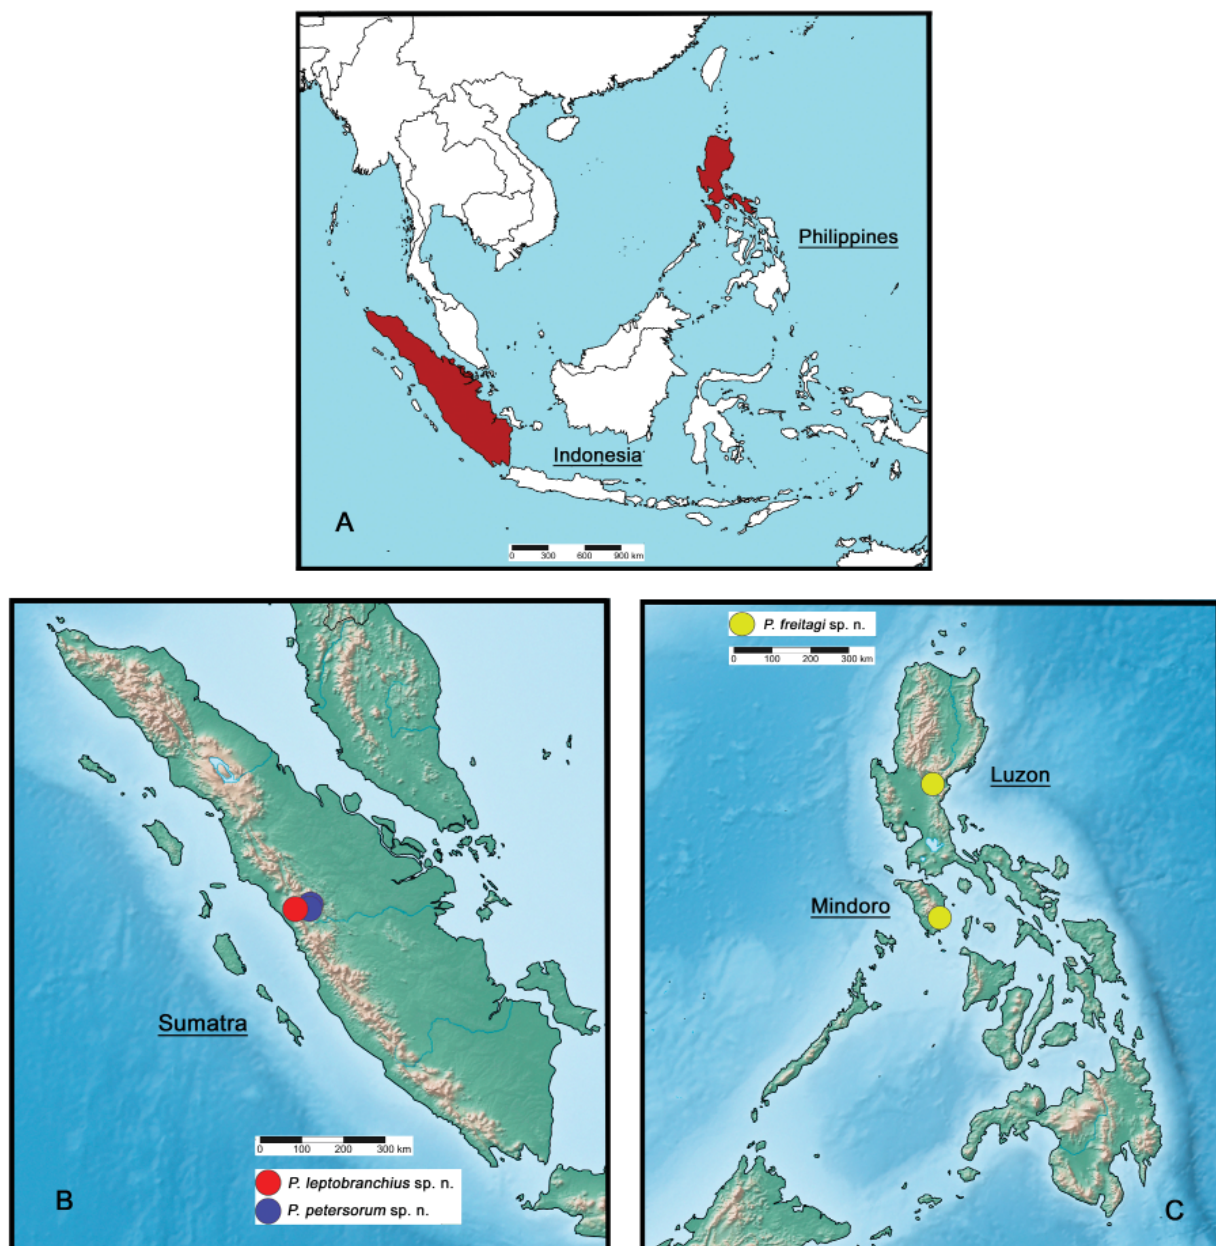 Philippines
Indonesia
A
0 300 600 900 km
P. freitagi sp. n.
0 100 200 300 km
Luzon
Mindoro
C
Sumatra
0 100 200 300 km
P. leptobranchius sp. n.
P. petersorum sp. n.
B